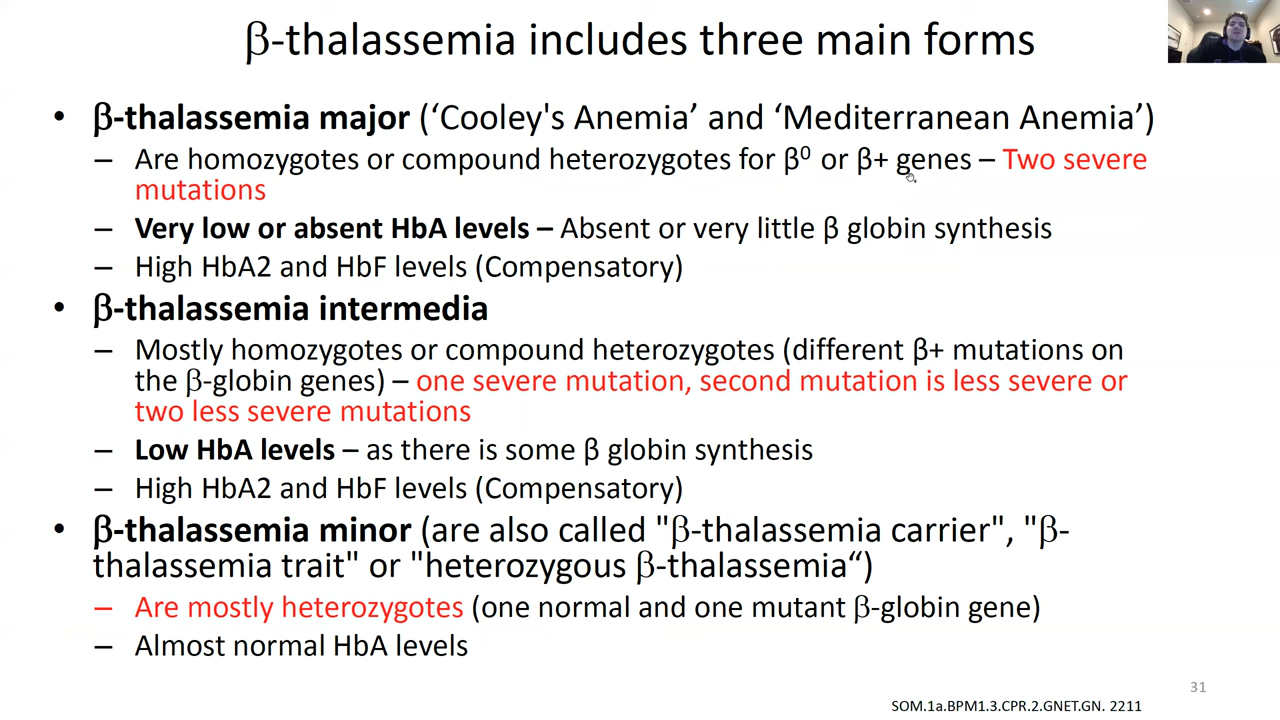 β-thalassemia includes three main forms
• β-thalassemia major (‘Cooley's Anemia’ and ‘Mediterranean Anemia’)
– Are homozygotes or compound heterozygotes for β⁰ or β+ genes – Two severe
mutations
– Very low or absent HbA levels – Absent or very little β globin synthesis
– High HbA2 and HbF levels (Compensatory)
• β-thalassemia intermedia
– Mostly homozygotes or compound heterozygotes (different β+ mutations on
the β-globin genes) – one severe mutation, second mutation is less severe or
two less severe mutations
– Low HbA levels – as there is some β globin synthesis
– High HbA2 and HbF levels (Compensatory)
• β-thalassemia minor (are also called "β-thalassemia carrier", "β-
thalassemia trait" or "heterozygous β-thalassemia“)
– Are mostly heterozygotes (one normal and one mutant β-globin gene)
– Almost normal HbA levels
31
SOM.1a.BPM1.3.CPR.2.GNET.GN. 2211